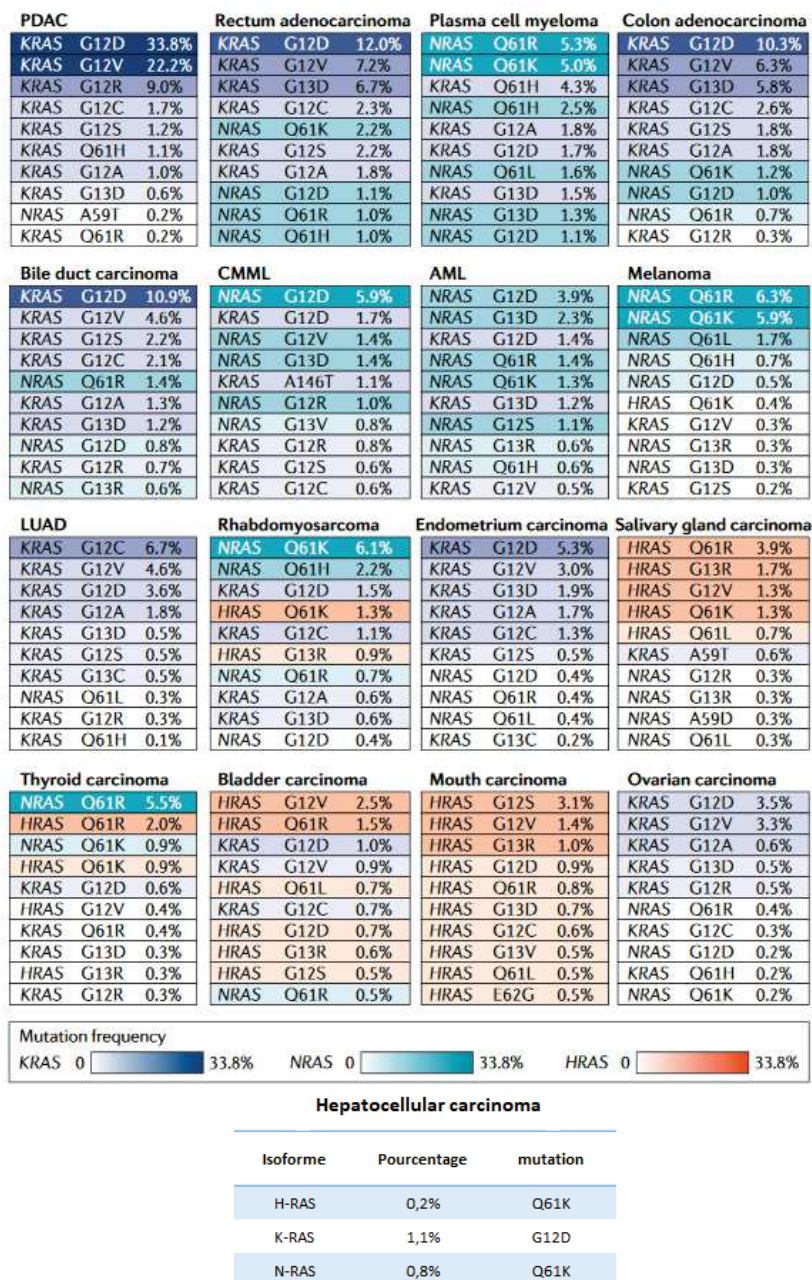 PDAC Rectum adenocarcinoma Plasma cell myeloma Colon adenocarcinoma
KRAS G12D 33.8% KRAS G12D 12.0% NRAS Q61R 5.3% KRAS G12D 10.3%
KRAS G12V 22.2% KRAS G12V 7.2% NRAS Q61K 5.0% KRAS G12V 6.3%
KRAS G12R 9.0% KRAS G13D 6.7% KRAS Q61H 4.3% KRAS G13D 5.8%
KRAS G12C 1.7% KRAS G12C 2.3% NRAS Q61H 2.5% KRAS G12C 2.6%
KRAS G12S 1.2% NRAS Q61K 2.2% KRAS G12A 1.8% KRAS G12S 1.8%
KRAS Q61H 1.1% KRAS G12S 2.2% KRAS G12D 1.7% KRAS G12A 1.8%
KRAS G12A 1.0% KRAS G12A 1.8% NRAS Q61L 1.6% NRAS Q61K 1.2%
KRAS G13D 0.6% NRAS G12D 1.1% KRAS G13D 1.5% NRAS G12D 1.0%
NRAS A59T 0.2% NRAS Q61R 1.0% NRAS G13D 1.3% NRAS Q61R 0.7%
KRAS Q61R 0.2% NRAS Q61H 1.0% NRAS G12D 1.1% KRAS G12R 0.3%
Bile duct carcinoma CMML AML Melanoma
KRAS G12D 10.9% NRAS G12D 5.9% NRAS G12D 3.9% NRAS Q61R 6.3%
KRAS G12V 4.6% KRAS G12D 1.7% NRAS G13D 2.3% NRAS Q61K 5.9%
KRAS G12S 2.2% NRAS G12V 1.4% KRAS G12D 1.4% NRAS Q61L 1.7%
KRAS G12C 2.1% NRAS G13D 1.4% NRAS Q61R 1.4% NRAS Q61H 0.7%
NRAS Q61R 1.4% KRAS A146T 1.1% NRAS Q61K 1.3% NRAS G12D 0.5%
KRAS G12A 1.3% NRAS G12R 1.0% KRAS G13D 1.2% HRAS Q61K 0.4%
KRAS G13D 1.2% NRAS G13V 0.8% NRAS G12S 1.1% KRAS G12V 0.3%
NRAS G12D 0.8% KRAS G12R 0.8% NRAS G13R 0.6% NRAS G13R 0.3%
KRAS G12R 0.7% KRAS G12S 0.6% NRAS Q61H 0.6% NRAS G13D 0.3%
NRAS G13R 0.6% KRAS G12C 0.6% KRAS G12V 0.5% KRAS G12S 0.2%
LUAD Rhabdomyosarcoma Endometrium carcinoma Salivary gland carcinoma
KRAS G12C 6.7% NRAS Q61K 6.1% KRAS G12D 5.3% HRAS Q61R 3.9%
KRAS G12V 4.6% NRAS Q61H 2.2% KRAS G12V 3.0% HRAS G13R 1.7%
KRAS G12D 3.6% KRAS G12D 1.5% KRAS G13D 1.9% HRAS G12V 1.3%
KRAS G12A 1.8% HRAS Q61K 1.3% KRAS G12A 1.7% HRAS Q61K 1.3%
KRAS G13D 0.5% KRAS G12C 1.1% KRAS G12C 1.3% HRAS Q61L 0.7%
KRAS G12S 0.5% HRAS G13R 0.9% KRAS G12S 0.5% KRAS A59T 0.6%
KRAS G13C 0.5% NRAS Q61R 0.7% NRAS G12D 0.4% NRAS G12R 0.3%
NRAS Q61L 0.3% KRAS G12A 0.6% NRAS Q61R 0.4% NRAS G13R 0.3%
KRAS G12R 0.3% KRAS G13D 0.6% NRAS Q61L 0.4% NRAS A59D 0.3%
KRAS Q61H 0.1% NRAS G12D 0.4% KRAS G13C 0.2% NRAS Q61L 0.3%
Thyroid carcinoma Bladder carcinoma Mouth carcinoma Ovarian carcinoma
NRAS Q61R 5.5% HRAS G12V 2.5% HRAS G12S 3.1% KRAS G12D 3.5%
HRAS Q61R 2.0% HRAS Q61R 1.5% HRAS G12V 1.4% KRAS G12V 3.3%
NRAS Q61K 0.9% KRAS G12D 1.0% HRAS G13R 1.0% KRAS G12A 0.6%
HRAS Q61K 0.9% KRAS G12V 0.9% HRAS G12D 0.9% KRAS G13D 0.5%
KRAS G12D 0.6% HRAS Q61L 0.7% HRAS Q61R 0.8% KRAS G12R 0.5%
HRAS G12V 0.4% KRAS G12C 0.7% HRAS G13D 0.7% NRAS Q61R 0.4%
KRAS Q61R 0.4% HRAS G12D 0.7% HRAS G12C 0.6% KRAS G12C 0.3%
KRAS G13D 0.3% HRAS G13R 0.6% HRAS G13V 0.5% NRAS G12D 0.2%
HRAS G13R 0.3% HRAS G12S 0.5% HRAS Q61L 0.5% KRAS Q61H 0.2%
KRAS G12R 0.3% NRAS Q61R 0.5% HRAS E62G 0.5% NRAS Q61K 0.2%
Mutation frequency
KRAS 0 33.8% NRAS 0 33.8% HRAS 0 33.8%
Hepatocellular carcinoma
Isoforme Pourcentage mutation
H-RAS 0,2% Q61K
K-RAS 1,1% G12D
N-RAS 0,8% Q61K